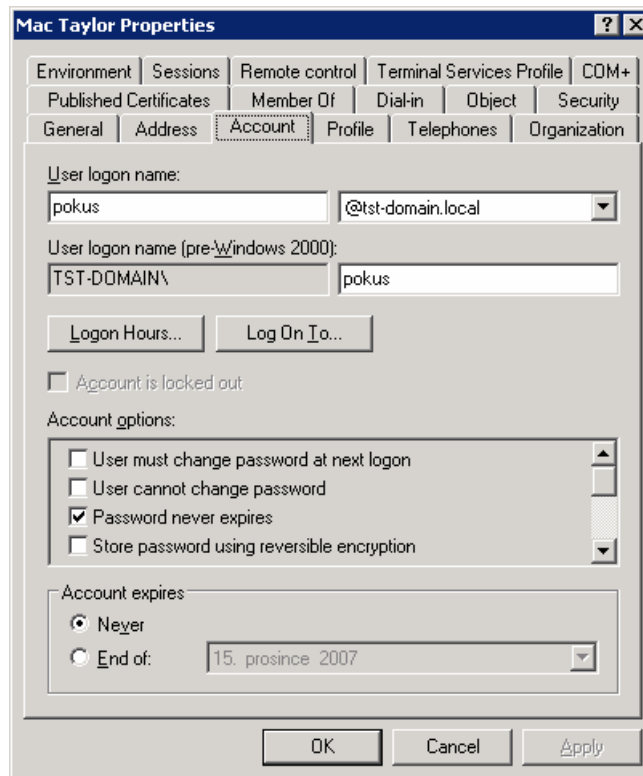 Mac Taylor Properties
Environment Sessions Remote control Terminal Services Profile COM+
Published Certificates Member Of Dial-in Object Security
General Address Account Profile Telephones Organization
User logon name:
pokus @tst-domain.local
User logon name (pre-Windows 2000):
TST-DOMAIN\ pokus
Logon Hours... Log On To...
Account is locked out
Account options:
User must change password at next logon
User cannot change password
Password never expires
Store password using reversible encryption
Account expires
Never
End of: 15. prosince 2007
OK Cancel Apply